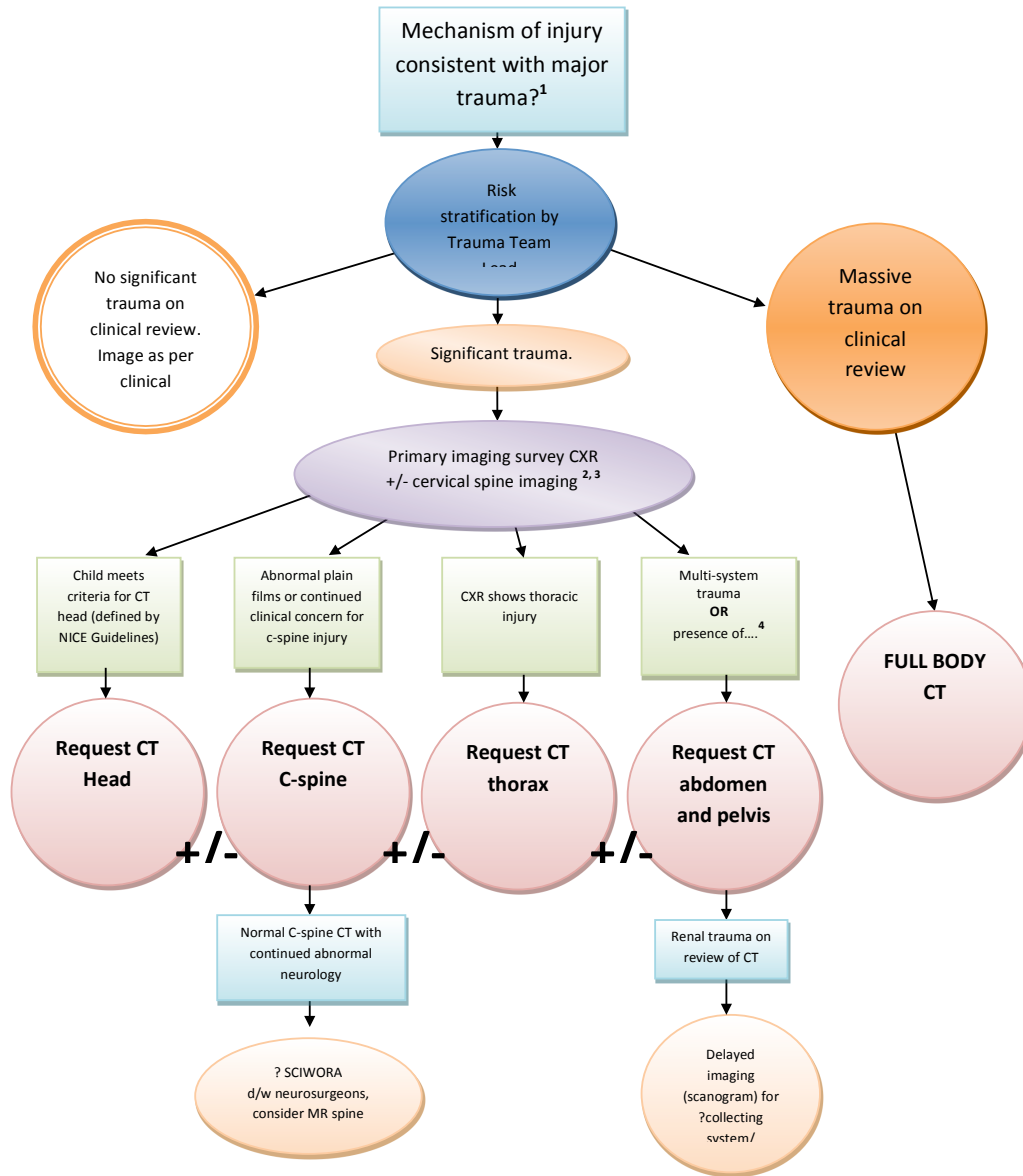 Mechanism of injury
consistent with major
trauma?1
Risk
stratification by
Trauma Team
No significant
trauma on
clinical review.
Image as per
clinical
Significant trauma.
Massive
trauma on
clinical
review
Primary imaging survey CXR
+/- cervical spine imaging 2, 3
Child meets
criteria for CT
head (defined by
NICE Guidelines)
Abnormal plain
films or continued
clinical concern for
c-spine injury
CXR shows thoracic
injury
Multi-system
trauma
OR
presence of….4
FULL BODY
CT
Request CT
Head
+/-
Request CT
C-spine
+/-
Request CT
thorax
+/-
Request CT
abdomen
and pelvis
Normal C-spine CT with
continued abnormal
neurology
Renal trauma on
review of CT
? SCIWORA
d/w neurosurgeons,
consider MR spine
Delayed
imaging
(scanogram) for
?collecting
system/